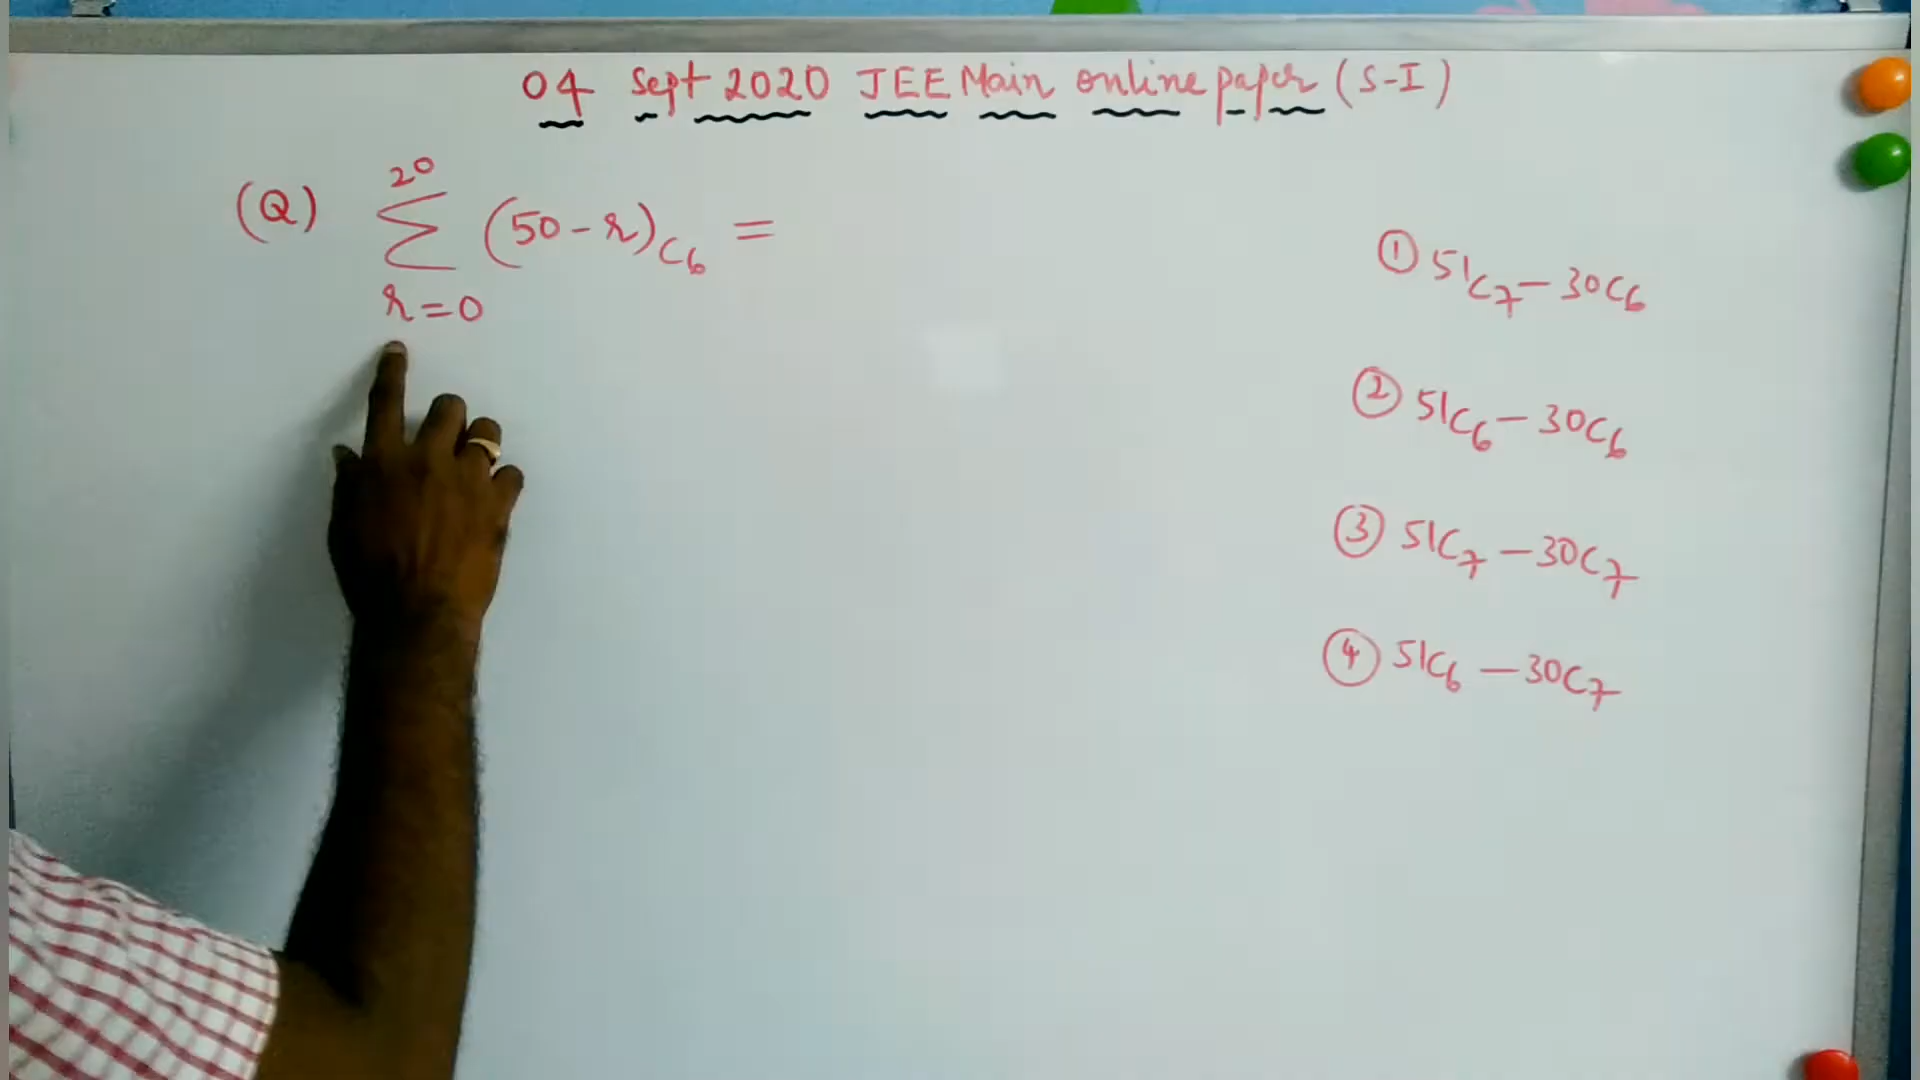 04 Sept 2020 JEE Main online paper (S-I)
20
(Q) Σ (50-r)C6 =
r=0
① 51C7 - 30C6
② 51C6 - 30C6
③ 51C7 - 30C7
④ 51C6 - 30C7